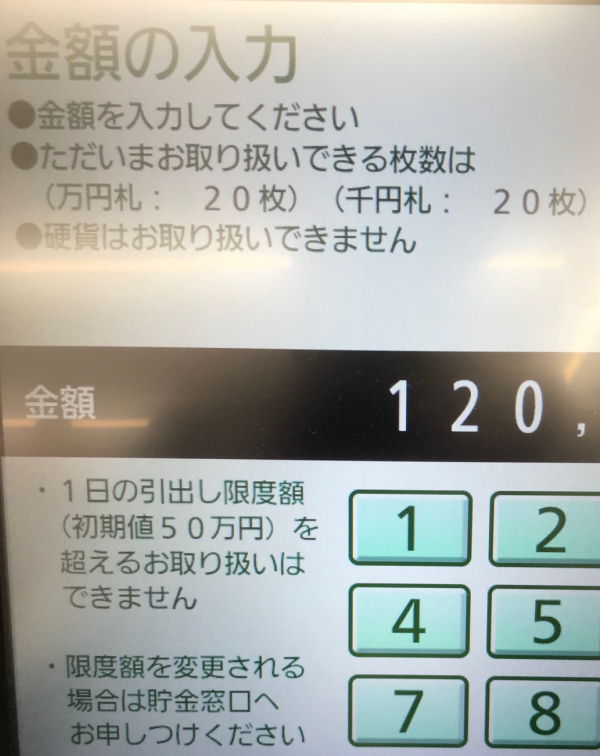 金額の入力
●金額を入力してください
●ただいまお取り扱いできる枚数は
（万円札：　２０枚）（千円札：　２０枚）
●硬貨はお取り扱いできません
金額　１２０，
・１日の引出し限度額
（初期値５０万円）を
超えるお取り扱いは
できません
・限度額を変更される
場合は貯金窓口へ
お申しつけください
1 2
4 5
7 8